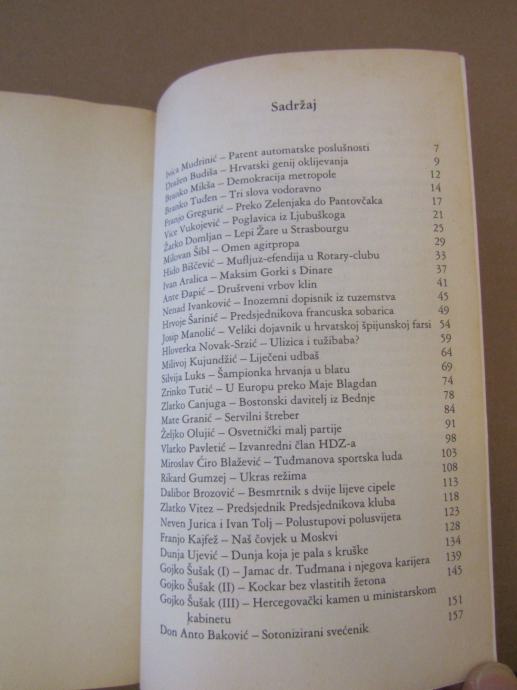 Sadržaj
Ivica Mudrinić – Patent automatske poslušnosti 7
Dražen Budiša – Hrvatski genij oklijevanja 9
Branko Mikša – Demokracija metropole 12
Branko Tuđen – Tri slova vodoravno 14
Franjo Gregurić – Preko Zelenjaka do Pantovčaka 17
Vice Vukojević – Poglavica iz Ljubuškoga 21
Žarko Domljan – Lepi Žare u Strasbourgu 25
Milovan Šibl – Omen agitpropa 29
Hido Biščević – Mufljuz-efendija u Rotary-clubu 33
Ivan Aralica – Maksim Gorki s Dinare 37
Ante Đapić – Društveni vrbov klin 41
Nenad Ivanković – Inozemni dopisnik iz tuzemstva 45
Hrvoje Šarinić – Predsjednikova francuska sobarica 49
Josip Manolić – Veliki dojavnik u hrvatskoj špijunskoj farsi 54
Hloverka Novak-Srzić – Ulizica i tužibaba? 59
Milivoj Kujundžić – Liječeni udbaš 64
Silvija Luks – Šampionka hrvanja u blatu 69
Zrinko Tutić – U Europu preko Maje Blagdan 74
Zlatko Canjuga – Bostonski davitelj iz Bednje 78
Mate Granić – Servilni štreber 84
Željko Olujić – Osvetnički malj partije 91
Vlatko Pavletić – Izvanredni član HDZ-a 98
Miroslav Ćiro Blažević – Tuđmanova sportska luda 103
Rikard Gumzej – Ukras režima 108
Dalibor Brozović – Besmrtnik s dvije lijeve cipele 113
Zlatko Vitez – Predsjednik Predsjednikova kluba 118
Neven Jurica i Ivan Tolj – Polustupovi polusvijeta 123
Franjo Kajfež – Naš čovjek u Moskvi 128
Dunja Ujević – Dunja koja je pala s kruške 134
Gojko Šušak (I) – Jamac dr. Tuđmana i njegova karijera 139
Gojko Šušak (II) – Kockar bez vlastitih žetona 145
Gojko Šušak (III) – Hercegovački kamen u ministarskom
kabinetu 151
Don Anto Baković – Sotonizirani svećenik 157